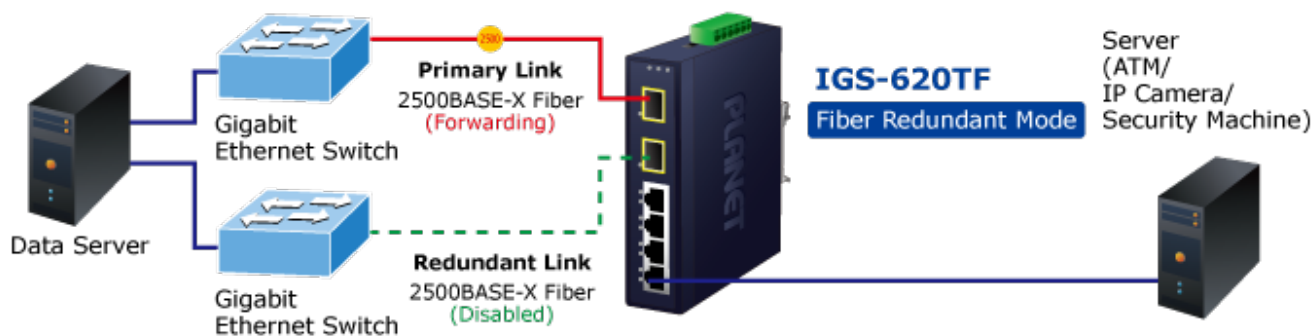 Data Server
Gigabit
Ethernet Switch
Gigabit
Ethernet Switch
2500
Primary Link
2500BASE-X Fiber
(Forwarding)
Redundant Link
2500BASE-X Fiber
(Disabled)
PLANET
IGS-620TF
Fiber Redundant Mode
Server
(ATM/
IP Camera/
Security Machine)